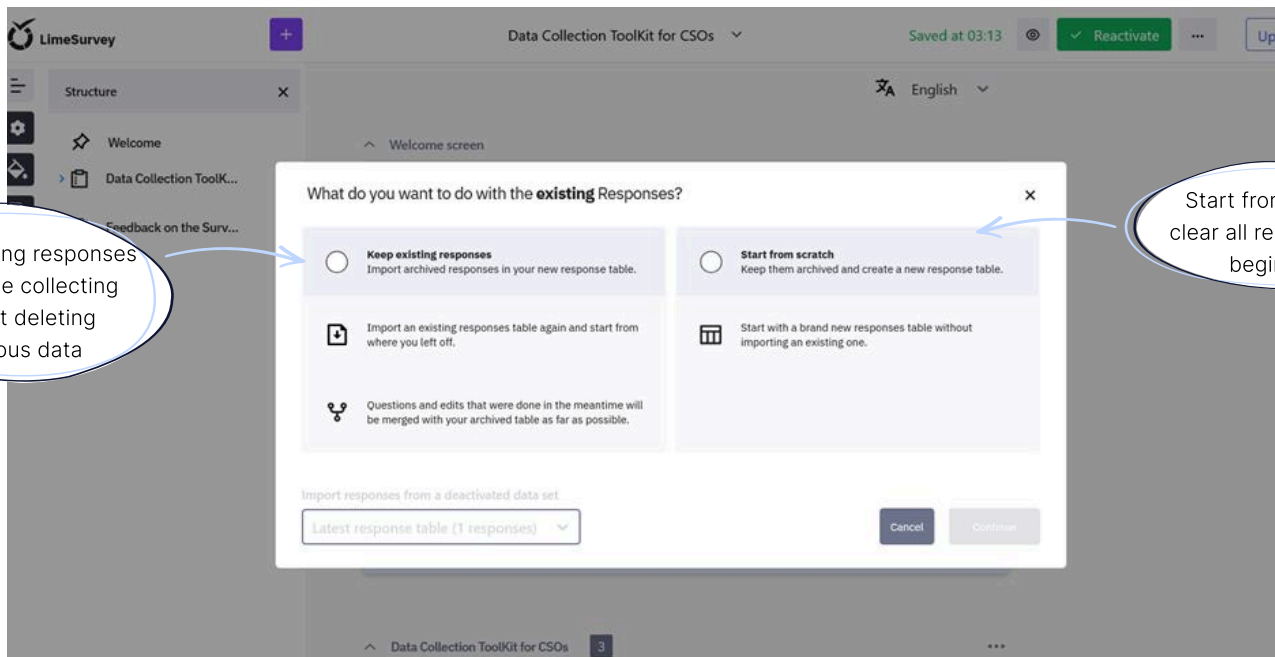 LimeSurvey
+
Data Collection ToolKit for CSOs
Saved at 03:13
Reactivate
...
Up
Structure
English
Welcome
Welcome screen
Data Collection ToolK...
Feedback on the Surv...
What do you want to do with the existing Responses?
Keep existing responses
Import archived responses in your new response table.
Start from scratch
Keep them archived and create a new response table.
Import an existing responses table again and start from
where you left off.
Start with a brand new responses table without
importing an existing one.
Questions and edits that were done in the meantime will
be merged with your archived table as far as possible.
Import responses from a deactivated data set
Latest response table (1 responses)
Cancel
Continue
ng responses
e collecting
t deleting
ous data
Start from
clear all re
begin
Data Collection ToolKit for CSOs
3
...